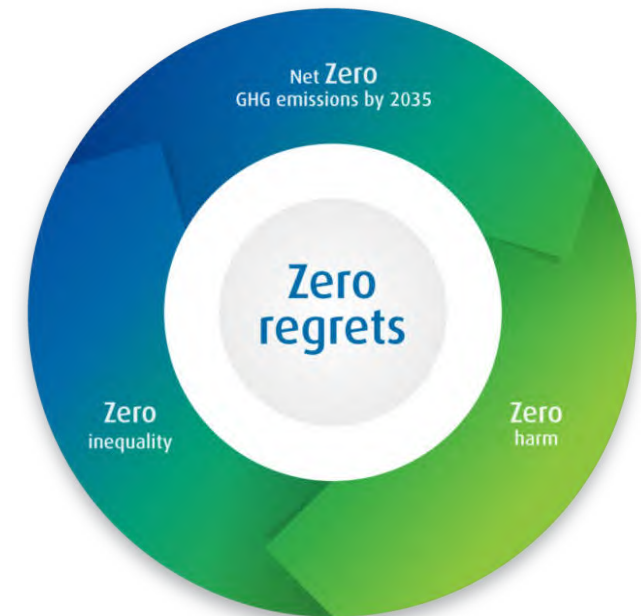 Net Zero
GHG emissions by 2035
Zero
regrets
Zero
inequality
Zero
harm